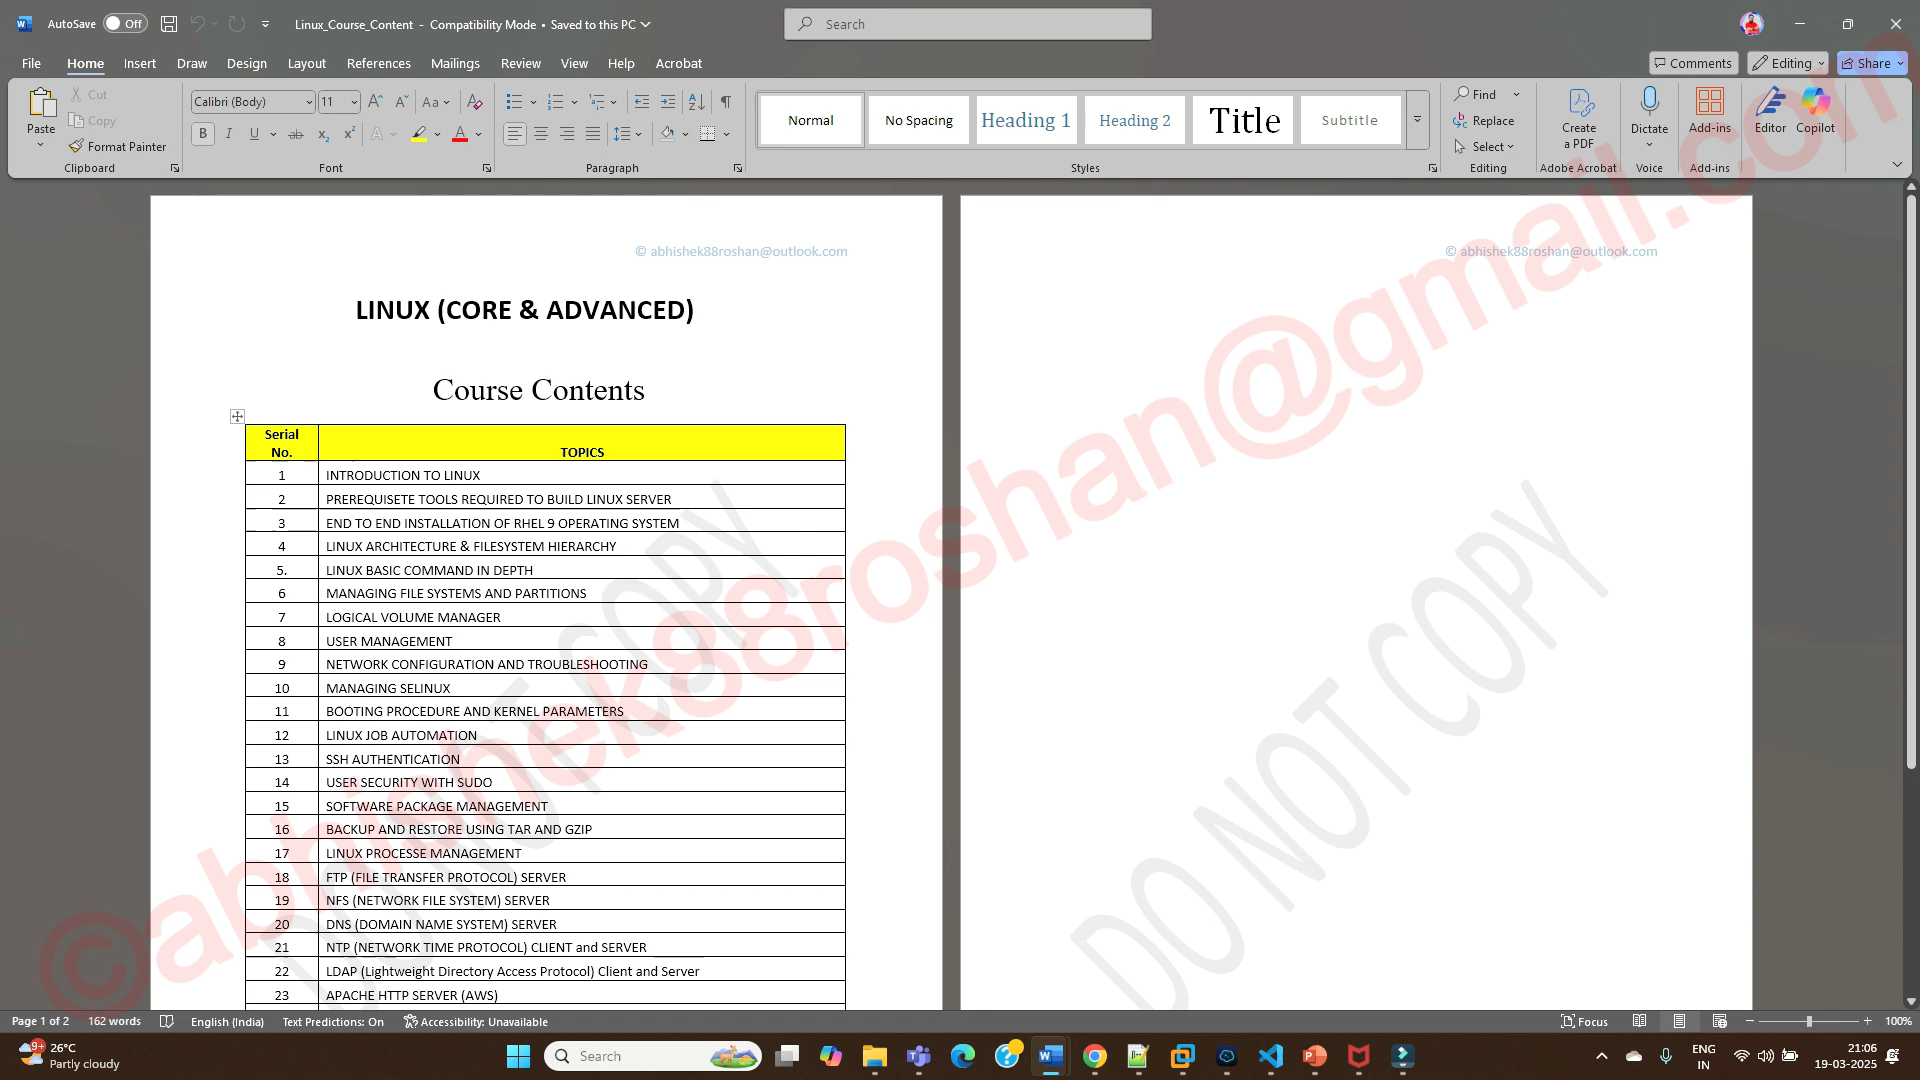 AutoSave Off Linux_Course_Content - Compatibility Mode • Saved to this PC Search
File Home Insert Draw Design Layout References Mailings Review View Help Acrobat Comments Editing Share
Paste Cut Copy Format Painter Clipboard
Calibri (Body) 11 Font
Paragraph
Normal No Spacing Heading 1 Heading 2 Title Subtitle Styles
Find Replace Select Editing
Create a PDF Adobe Acrobat
Dictate Voice
Add-ins Add-ins
Editor Copilot
© abhishek88roshan@outlook.com
LINUX (CORE & ADVANCED)
Course Contents
Serial No. TOPICS
1 INTRODUCTION TO LINUX
2 PREREQUISETE TOOLS REQUIRED TO BUILD LINUX SERVER
3 END TO END INSTALLATION OF RHEL 9 OPERATING SYSTEM
4 LINUX ARCHITECTURE & FILESYSTEM HIERARCHY
5. LINUX BASIC COMMAND IN DEPTH
6 MANAGING FILE SYSTEMS AND PARTITIONS
7 LOGICAL VOLUME MANAGER
8 USER MANAGEMENT
9 NETWORK CONFIGURATION AND TROUBLESHOOTING
10 MANAGING SELINUX
11 BOOTING PROCEDURE AND KERNEL PARAMETERS
12 LINUX JOB AUTOMATION
13 SSH AUTHENTICATION
14 USER SECURITY WITH SUDO
15 SOFTWARE PACKAGE MANAGEMENT
16 BACKUP AND RESTORE USING TAR AND GZIP
17 LINUX PROCESSE MANAGEMENT
18 FTP (FILE TRANSFER PROTOCOL) SERVER
19 NFS (NETWORK FILE SYSTEM) SERVER
20 DNS (DOMAIN NAME SYSTEM) SERVER
21 NTP (NETWORK TIME PROTOCOL) CLIENT and SERVER
22 LDAP (Lightweight Directory Access Protocol) Client and Server
23 APACHE HTTP SERVER (AWS)
DO NOT COPY
© abhishek88roshan@outlook.com
DO NOT COPY
©abhishek88roshan@gmail.com
Page 1 of 2 162 words English (India) Text Predictions: On Accessibility: Unavailable Focus 100%
9+ 26°C
Partly cloudy
Search
ENG
IN
21:06
19-03-2025